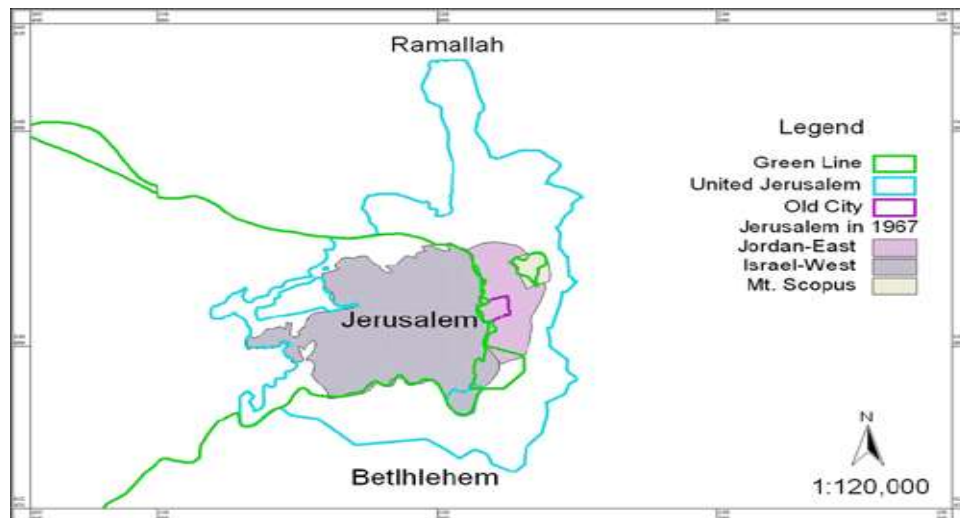 Ramallah
Legend
Green Line
United Jerusalem
Old City
Jerusalem in 1967
Jordan-East
Israel-West
Mt. Scopus
Jerusalem
N
Betlhlehem
1:120,000